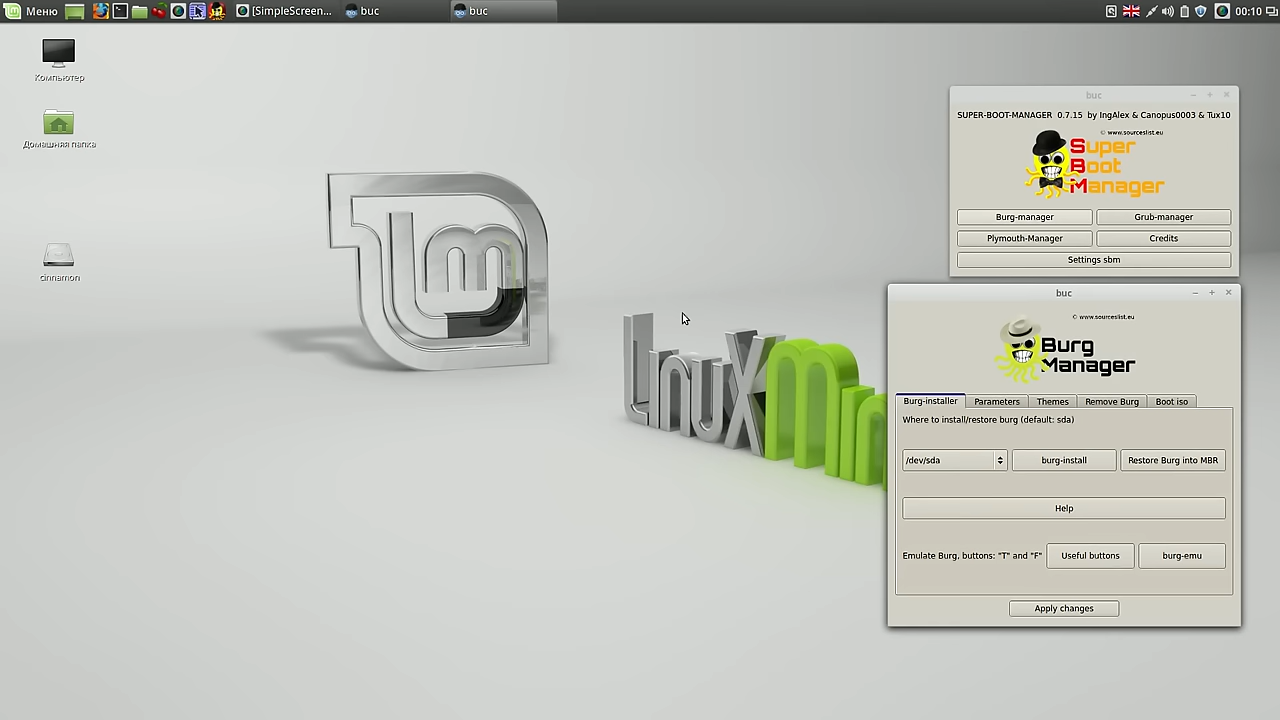 Меню
[SimpleScreen...
buc
buc
00:10
Компьютер
Домашняя папка
cinnamon
Linux Min
buc
SUPER-BOOT-MANAGER 0.7.15 by IngAlex & Canopus0003 & Tux10
© www.sourceslist.eu
Super
Boot
Manager
Burg-manager
Grub-manager
Plymouth-Manager
Credits
Settings sbm
buc
© www.sourceslist.eu
Burg
Manager
Burg-installer
Parameters
Themes
Remove Burg
Boot iso
Where to install/restore burg (default: sda)
/dev/sda
burg-install
Restore Burg into MBR
Help
Emulate Burg, buttons: "T" and "F"
Useful buttons
burg-emu
Apply changes